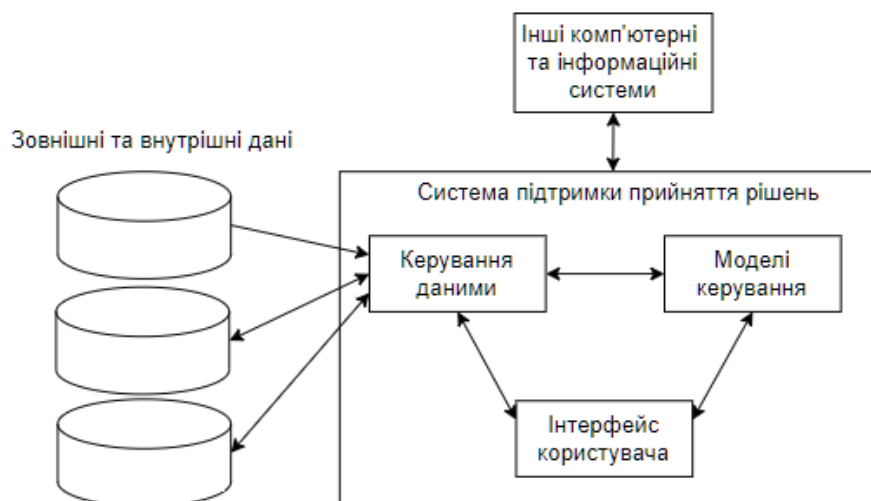 Інші комп'ютерні
та інформаційні
системи
Зовнішні та внутрішні дані
Система підтримки прийняття рішень
Керування
даними
Моделі
керування
Інтерфейс
користувача